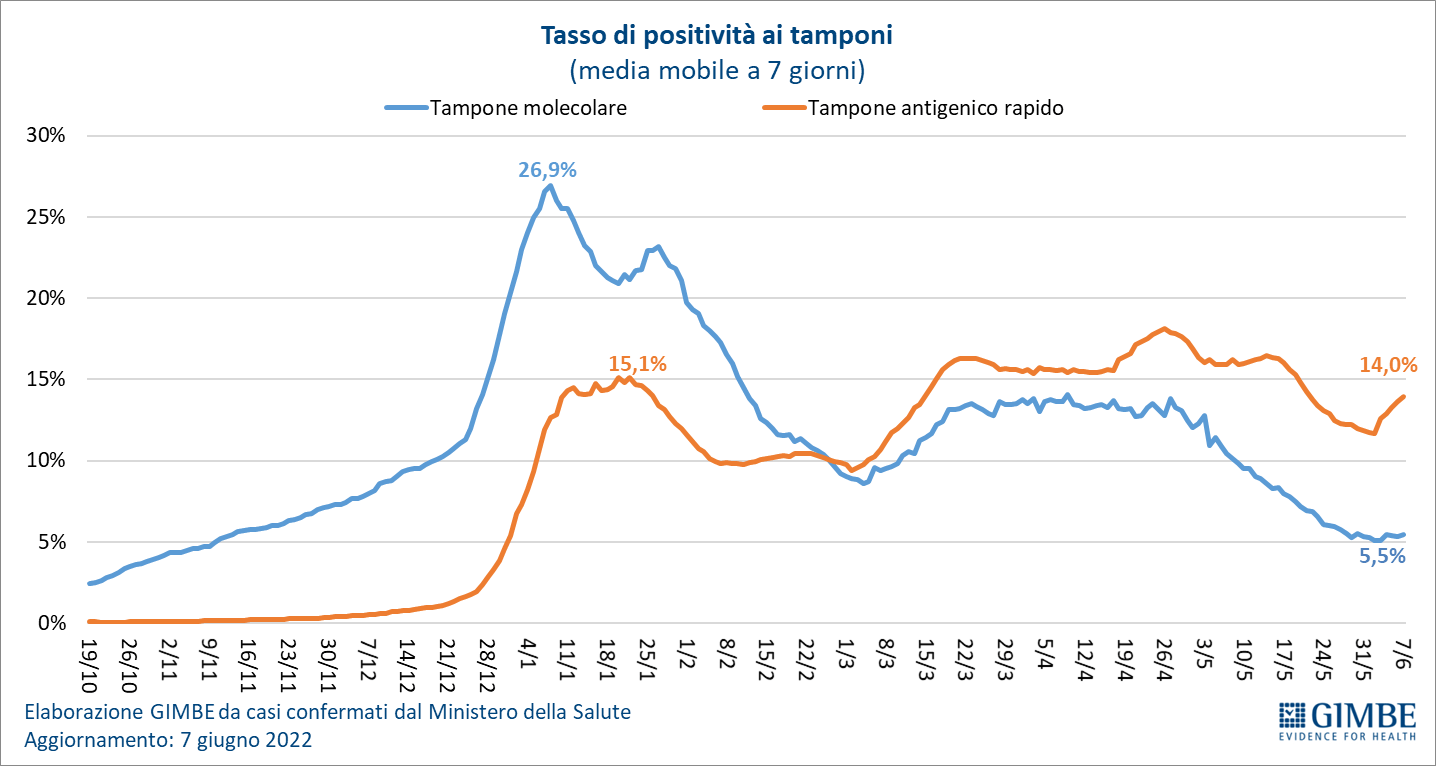 Tasso di positività ai tamponi
(media mobile a 7 giorni)
Tampone molecolare Tampone antigenico rapido
30%
25%
20%
15%
10%
5%
0%
26,9%
15,1%
14,0%
5,5%
19/10 26/10 2/11 9/11 16/11 23/11 30/11 7/12 14/12 21/12 28/12 4/1 11/1 18/1 25/1 1/2 8/2 15/2 22/2 1/3 8/3 15/3 22/3 29/3 5/4 12/4 19/4 26/4 3/5 10/5 17/5 24/5 31/5 7/6
Elaborazione GIMBE da casi confermati dal Ministero della Salute
Aggiornamento: 7 giugno 2022
GIMBE
EVIDENCE FOR HEALTH